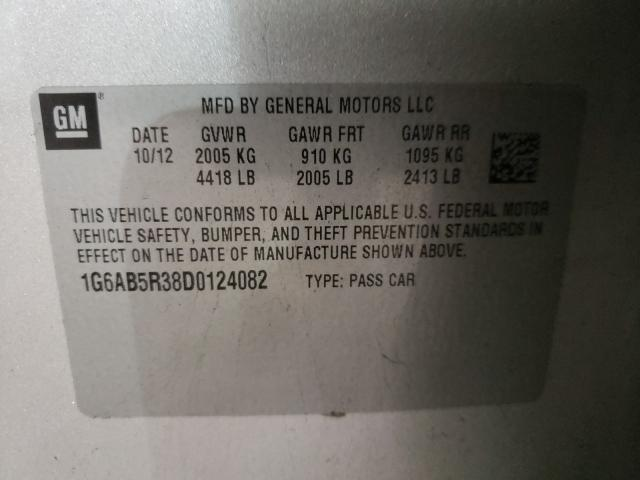 GM ®
MFD BY GENERAL MOTORS LLC
DATE GVWR GAWR FRT GAWR RR
10/12 2005 KG 910 KG 1095 KG
4418 LB 2005 LB 2413 LB
THIS VEHICLE CONFORMS TO ALL APPLICABLE U.S. FEDERAL MOTOR
VEHICLE SAFETY, BUMPER, AND THEFT PREVENTION STANDARDS IN
EFFECT ON THE DATE OF MANUFACTURE SHOWN ABOVE.
1G6AB5R38D0124082 TYPE: PASS CAR